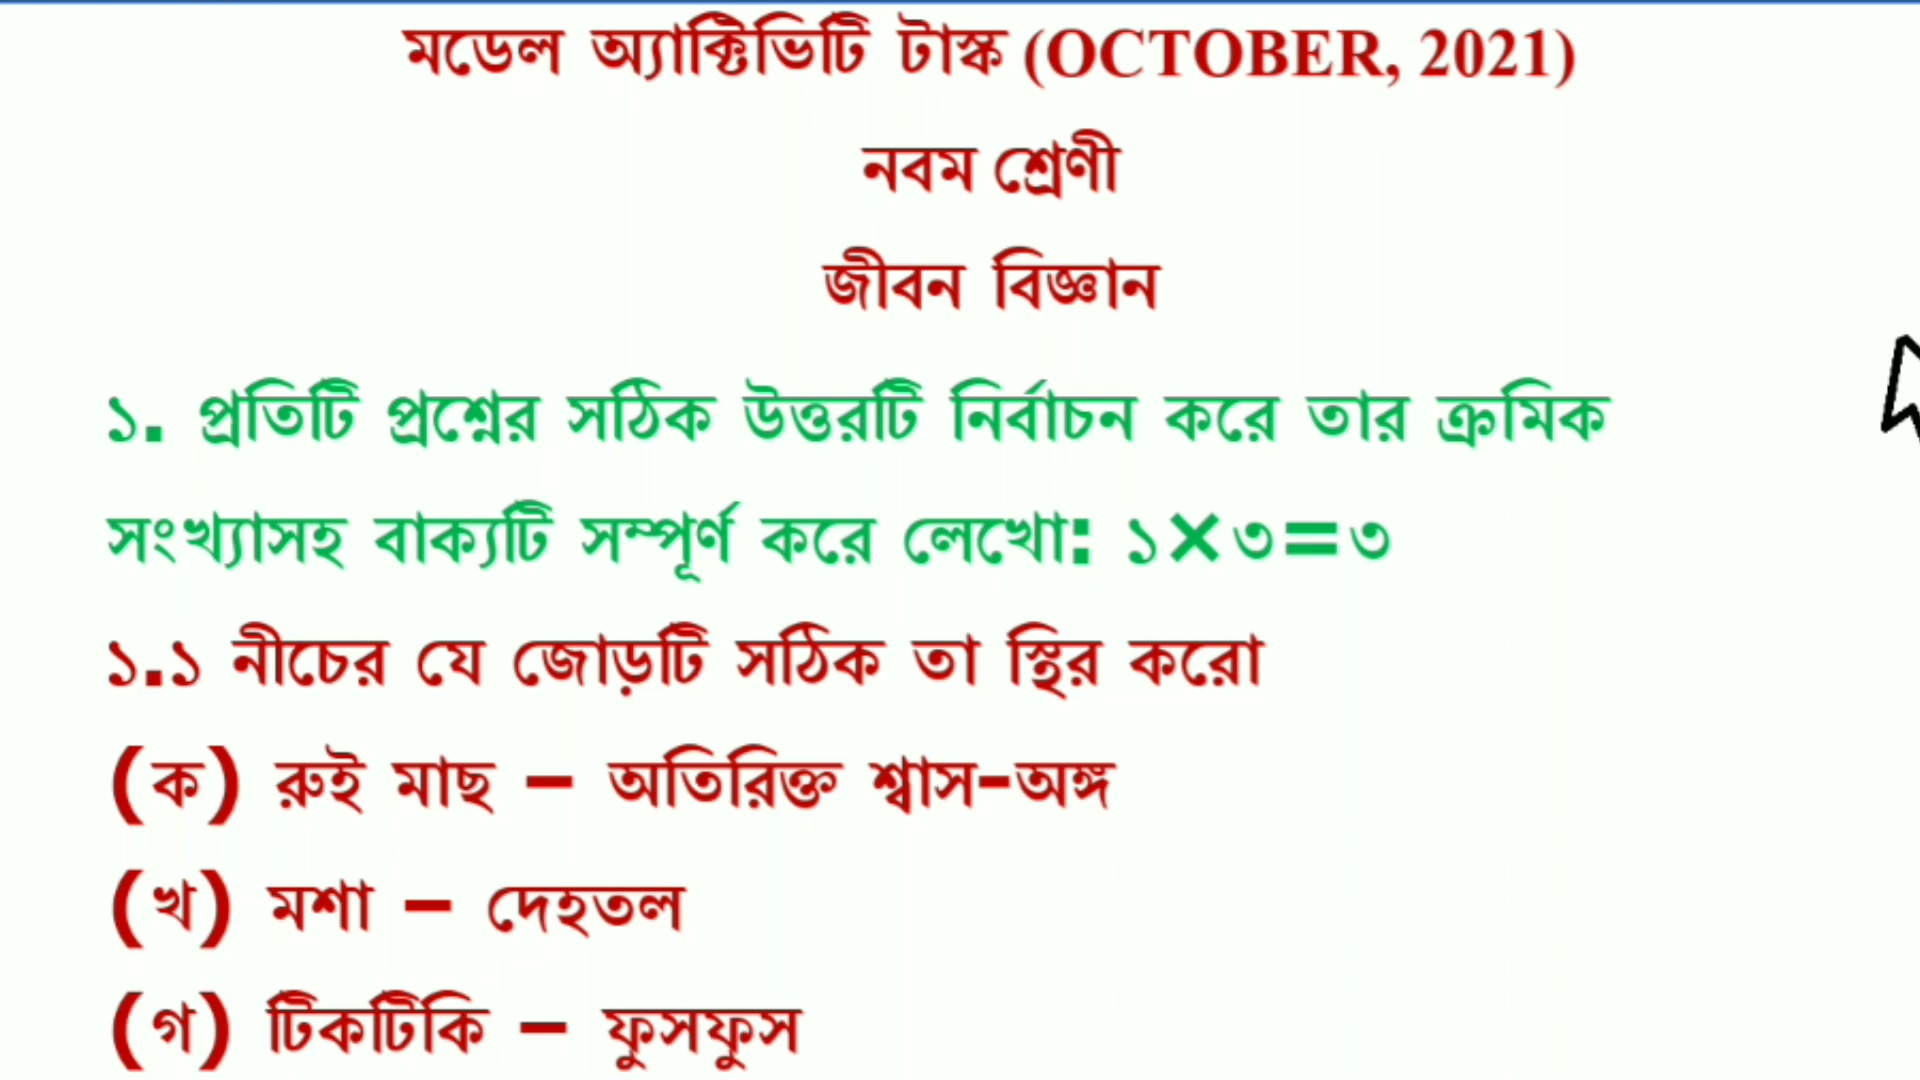 মডেল অ্যাক্টিভিটি টাস্ক (OCTOBER, 2021)
নবম শ্রেণী
জীবন বিজ্ঞান
১. প্রতিটি প্রশ্নের সঠিক উত্তরটি নির্বাচন করে তার ক্রমিক
সংখ্যাসহ বাক্যটি সম্পূর্ণ করে লেখো: ১×৩=৩
১.১ নীচের যে জোড়টি সঠিক তা স্থির করো
(ক) রুই মাছ – অতিরিক্ত শ্বাস-অঙ্গ
(খ) মশা – দেহতল
(গ) টিকটিকি – ফুসফুস